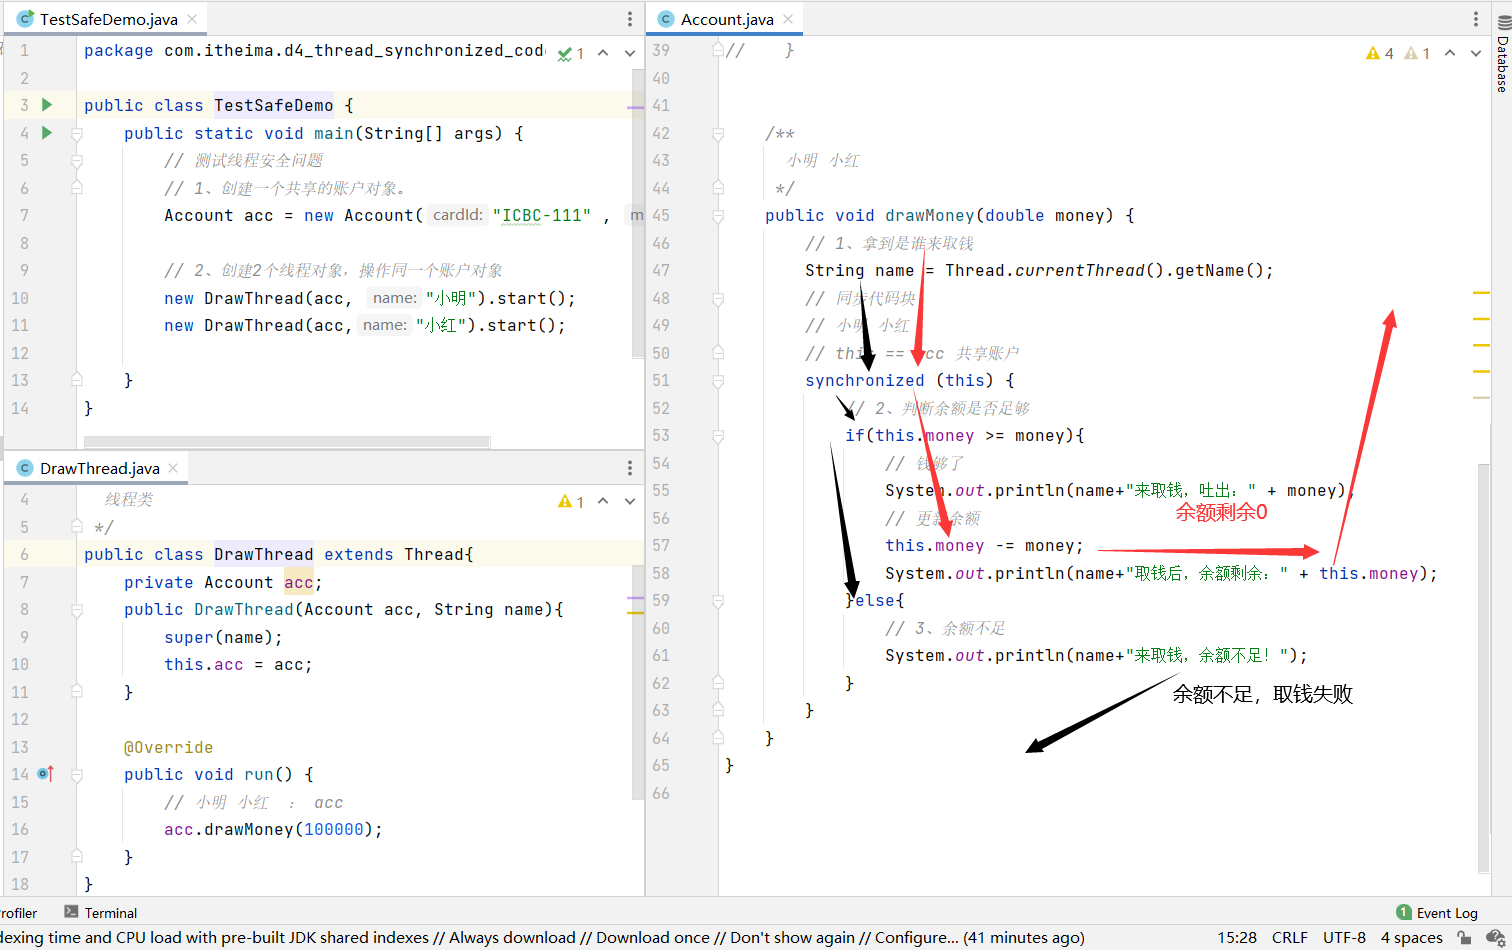 TestSafeDemo.java
1 package com.itheima.d4_thread_synchronized_cod 1
2
3 public class TestSafeDemo {
4 public static void main(String[] args) {
5 // 测试线程安全问题
6 // 1、创建一个共享的账户对象。
7 Account acc = new Account( cardId: "ICBC-111" , m
8
9 // 2、创建2个线程对象，操作同一个账户对象
10 new DrawThread(acc, name: "小明").start();
11 new DrawThread(acc, name: "小红").start();
12
13 }
14 }
DrawThread.java
4 线程类 1
5 */
6 public class DrawThread extends Thread{
7 private Account acc;
8 public DrawThread(Account acc, String name){
9 super(name);
10 this.acc = acc;
11 }
12
13 @Override
14 public void run() {
15 // 小明 小红 ： acc
16 acc.drawMoney(100000);
17 }
18 }
Account.java
39 // } 4 1
40
41
42 /**
43 小明 小红
44 */
45 public void drawMoney(double money) {
46 // 1、拿到是谁来取钱
47 String name = Thread.currentThread().getName();
48 // 同步代码块
49 // 小明 小红
50 // this == acc 共享账户
51 synchronized (this) {
52 // 2、判断余额是否足够
53 if(this.money >= money){
54 // 钱够了
55 System.out.println(name+"来取钱，吐出：" + money);
余额剩余0
56 // 更新余额
57 this.money -= money;
58 System.out.println(name+"取钱后，余额剩余：" + this.money);
59 }else{
60 // 3、余额不足
61 System.out.println(name+"来取钱，余额不足！");
62 }
余额不足，取钱失败
63 }
64 }
65 }
66
Database
rofiler Terminal 1 Event Log
dexing time and CPU load with pre-built JDK shared indexes // Always download // Download once // Don't show again // Configure... (41 minutes ago) 15:28 CRLF UTF-8 4 spaces